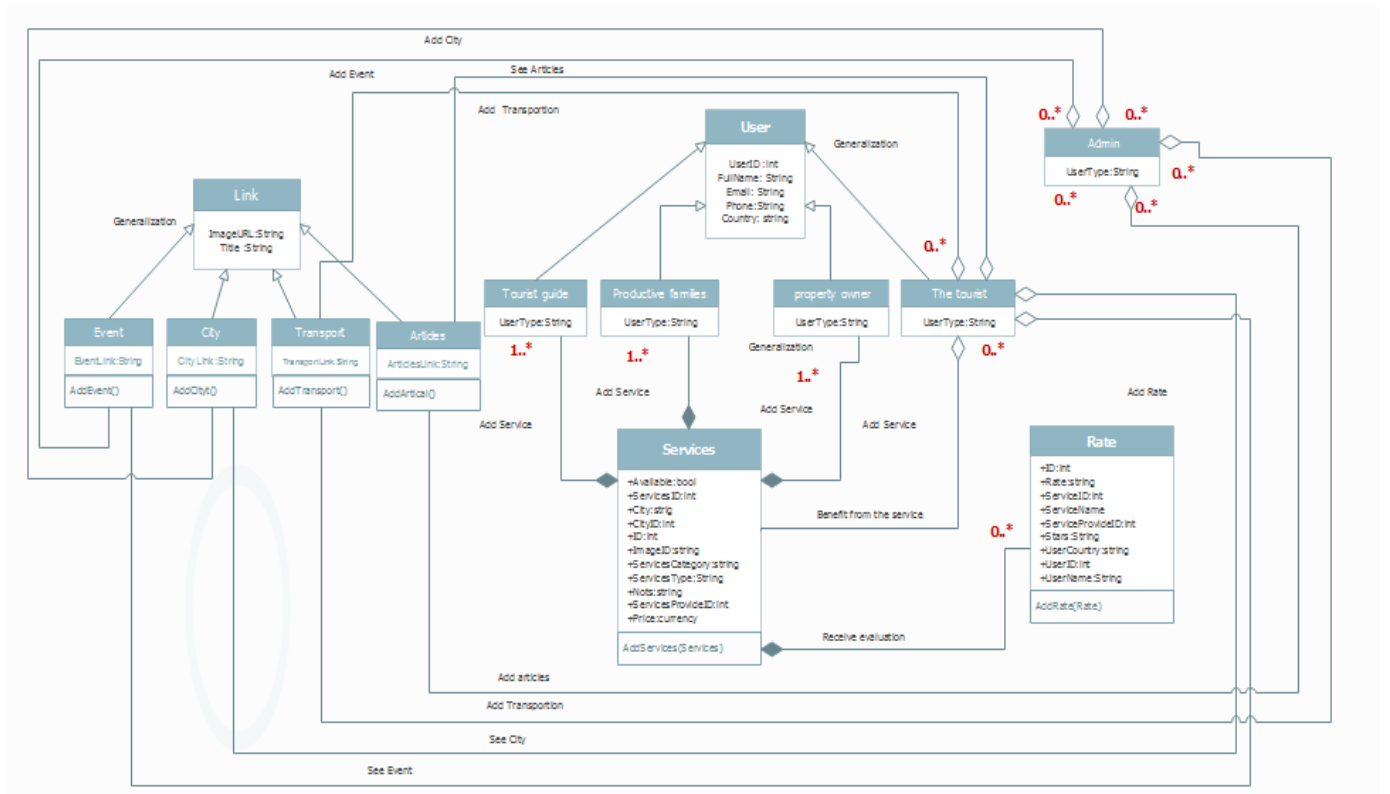 Add City
Add Event
See Articles
Add Transportion
0..*
0..*
User
UserID :int
FullName: String
Email: String
Phone:String
Country: string
Generalization
Admin
UserType:String
0..*
0..*
0..*
Link
ImageURL:String
Title :String
Generalization
0..*
Tourist guide
UserType:String
1..*
Productive families
UserType:String
1..*
property owner
UserType:String
Generalization
1..*
The tourist
UserType:String
0..*
Event
EventLink:String
AddEvent()
City
City Link :String
AddCityt()
Transport
TransportLink:String
AddTransport()
Articles
ArticlesLink:String
AddArtical()
Add Service
Add Service
Add Service
Add Service
Add Rate
Services
+Available:bool
+ServicesID:int
+City:strig
+CityID:int
+ID:int
+ImageID:string
+ServicesCategory:string
+ServicesType:String
+Nots:string
+ServicesProvideID:int
+Price:currency
AddServices(Services)
Rate
+ID:int
+Rate:string
+ServiceID:int
+ServiceName
+ServiceProvideID:int
+Stars:String
+UserCountry:string
+UserID:int
+UserName:String
AddRate(Rate)
Benefit from the service
0..*
Receive evaluation
Add articles
Add Transportion
See City
See Event